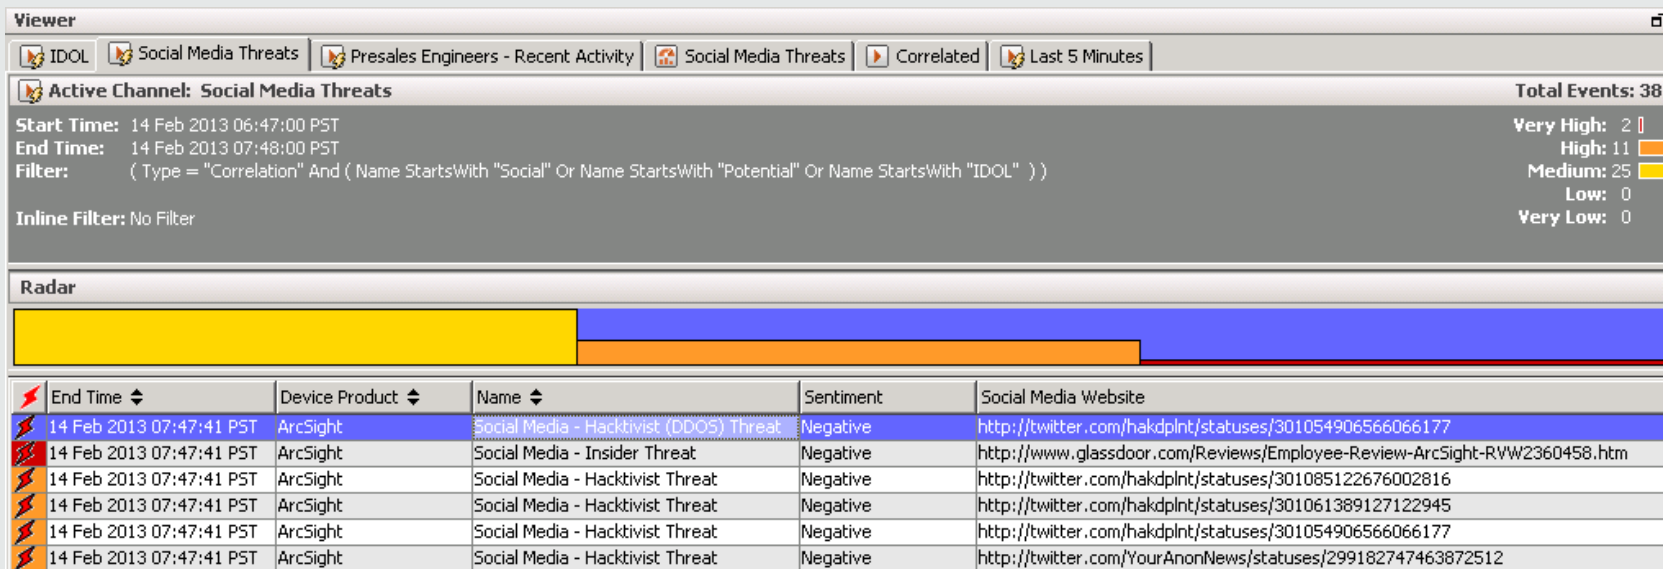 Viewer
IDOL Social Media Threats Presales Engineers - Recent Activity Social Media Threats Correlated Last 5 Minutes
Active Channel: Social Media Threats Total Events: 38
Start Time: 14 Feb 2013 06:47:00 PST Very High: 2
End Time: 14 Feb 2013 07:48:00 PST High: 11
Filter: ( Type = "Correlation" And ( Name StartsWith "Social" Or Name StartsWith "Potential" Or Name StartsWith "IDOL" ) ) Medium: 25
Low: 0
Inline Filter: No Filter Very Low: 0
Radar
End Time Device Product Name Sentiment Social Media Website
14 Feb 2013 07:47:41 PST ArcSight Social Media - Hacktivist (DDOS) Threat Negative http://twitter.com/hakdplnt/statuses/301054906566066177
14 Feb 2013 07:47:41 PST ArcSight Social Media - Insider Threat Negative http://www.glassdoor.com/Reviews/Employee-Review-ArcSight-RVW2360458.htm
14 Feb 2013 07:47:41 PST ArcSight Social Media - Hacktivist Threat Negative http://twitter.com/hakdplnt/statuses/301085122676002816
14 Feb 2013 07:47:41 PST ArcSight Social Media - Hacktivist Threat Negative http://twitter.com/hakdplnt/statuses/301061389127122945
14 Feb 2013 07:47:41 PST ArcSight Social Media - Hacktivist Threat Negative http://twitter.com/hakdplnt/statuses/301054906566066177
14 Feb 2013 07:47:41 PST ArcSight Social Media - Hacktivist Threat Negative http://twitter.com/YourAnonNews/statuses/299182747463872512